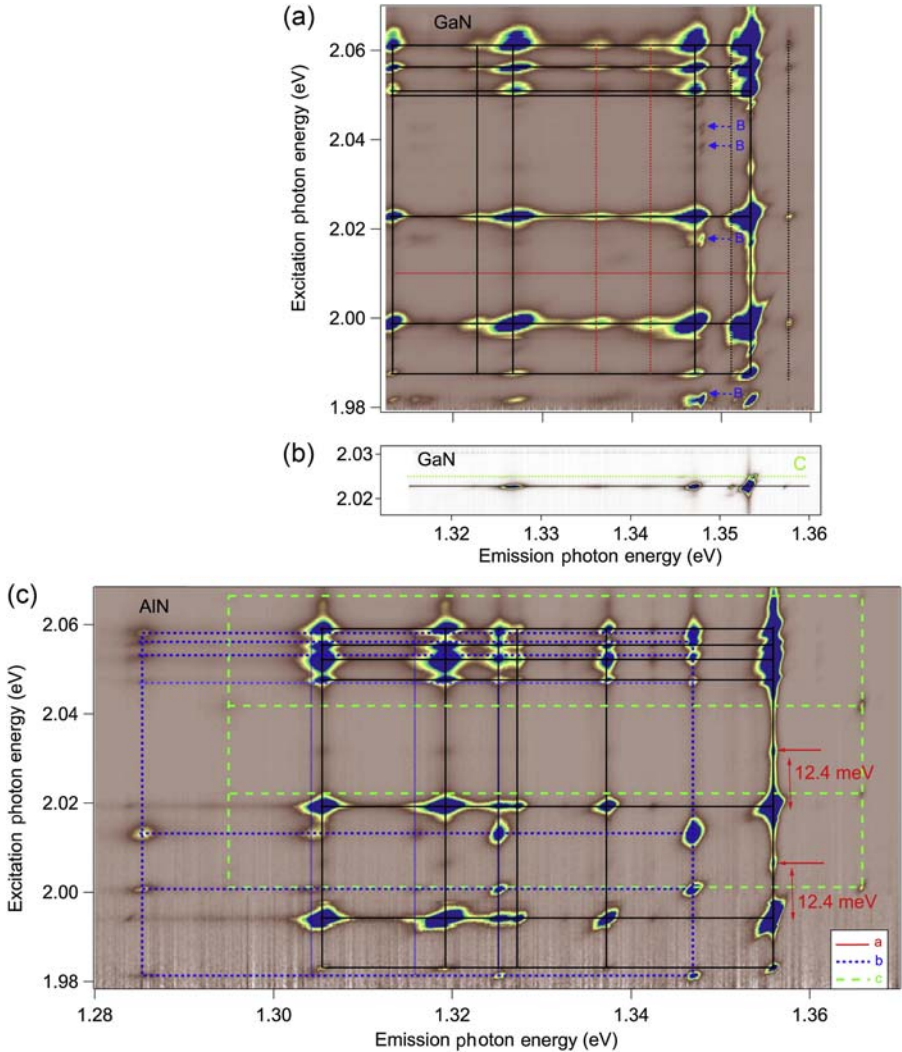 (a)
GaN
Excitation photon energy (eV)
2.06
2.04
2.02
2.00
1.98
B
B
B
B
(b)
GaN
C
2.03
2.02
1.32
1.33
1.34
1.35
1.36
Emission photon energy (eV)
(c)
AlN
Excitation photon energy (eV)
2.06
2.04
2.02
2.00
1.98
12.4 meV
12.4 meV
a
b
c
1.28
1.30
1.32
1.34
1.36
Emission photon energy (eV)